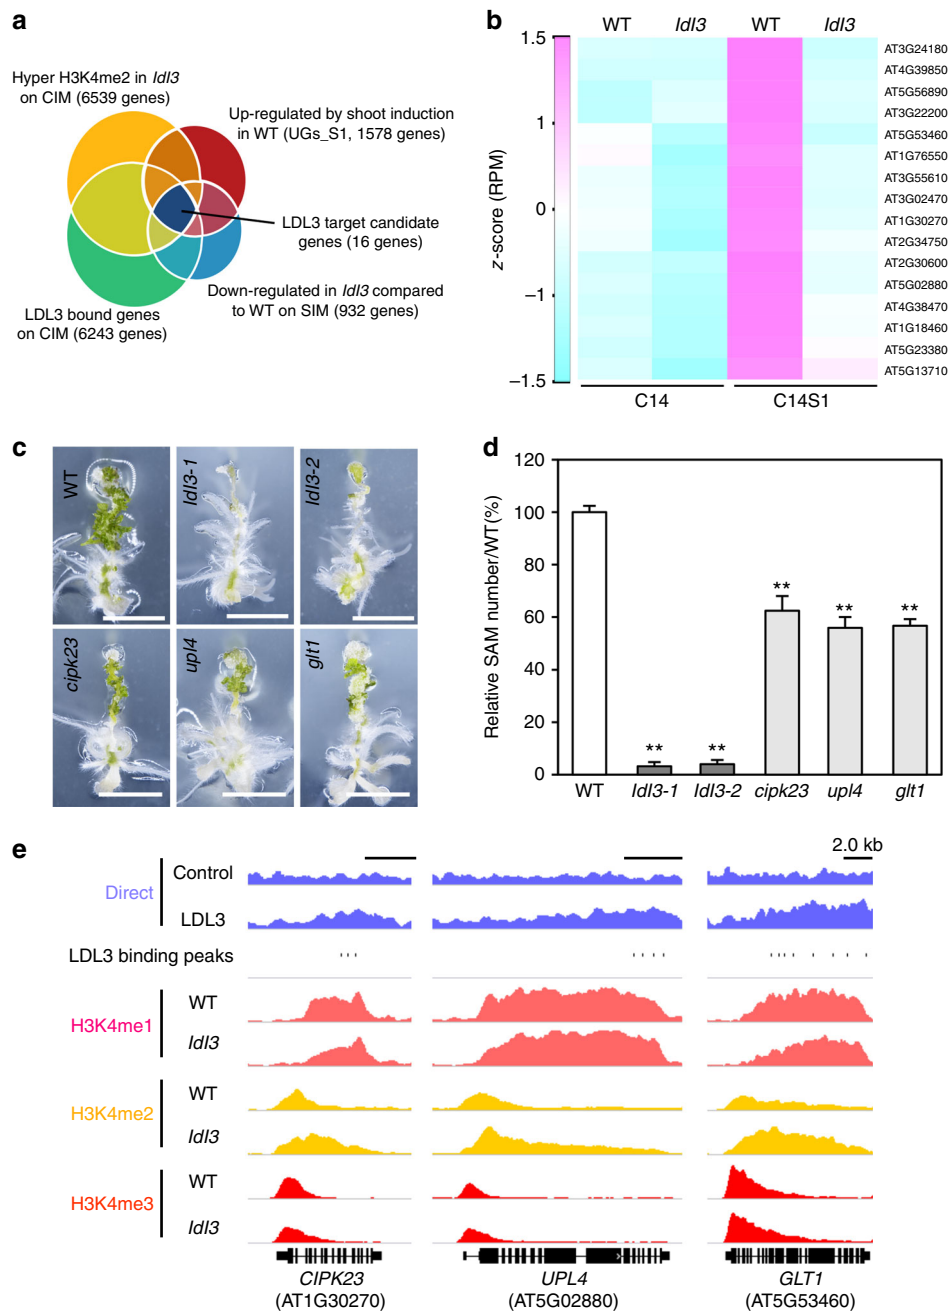 a
Hyper H3K4me2 in ldl3
on CIM (6539 genes)
Up-regulated by shoot induction
in WT (UGs_S1, 1578 genes)
LDL3 target candidate
genes (16 genes)
Down-regulated in ldl3 compared
to WT on SIM (932 genes)
LDL3 bound genes
on CIM (6243 genes)
b
WT ldl3 WT ldl3
1.5
1
0
−1
−1.5
z-score (RPM)
AT3G24180
AT4G39850
AT5G56890
AT3G22200
AT5G53460
AT1G76550
AT3G55610
AT3G02470
AT1G30270
AT2G34750
AT2G30600
AT5G02880
AT4G38470
AT1G18460
AT5G23380
AT5G13710
C14 C14S1
c
WT
ldl3-1
ldl3-2
cipk23
upl4
glt1
d
Relative SAM number/WT(%)
120
100
80
60
40
20
0
** ** ** ** **
WT ldl3-1 ldl3-2 cipk23 upl4 glt1
e
2.0 kb
Direct
Control
LDL3
LDL3 binding peaks
H3K4me1
WT
ldl3
H3K4me2
WT
ldl3
H3K4me3
WT
ldl3
CIPK23 UPL4 GLT1
(AT1G30270) (AT5G02880) (AT5G53460)